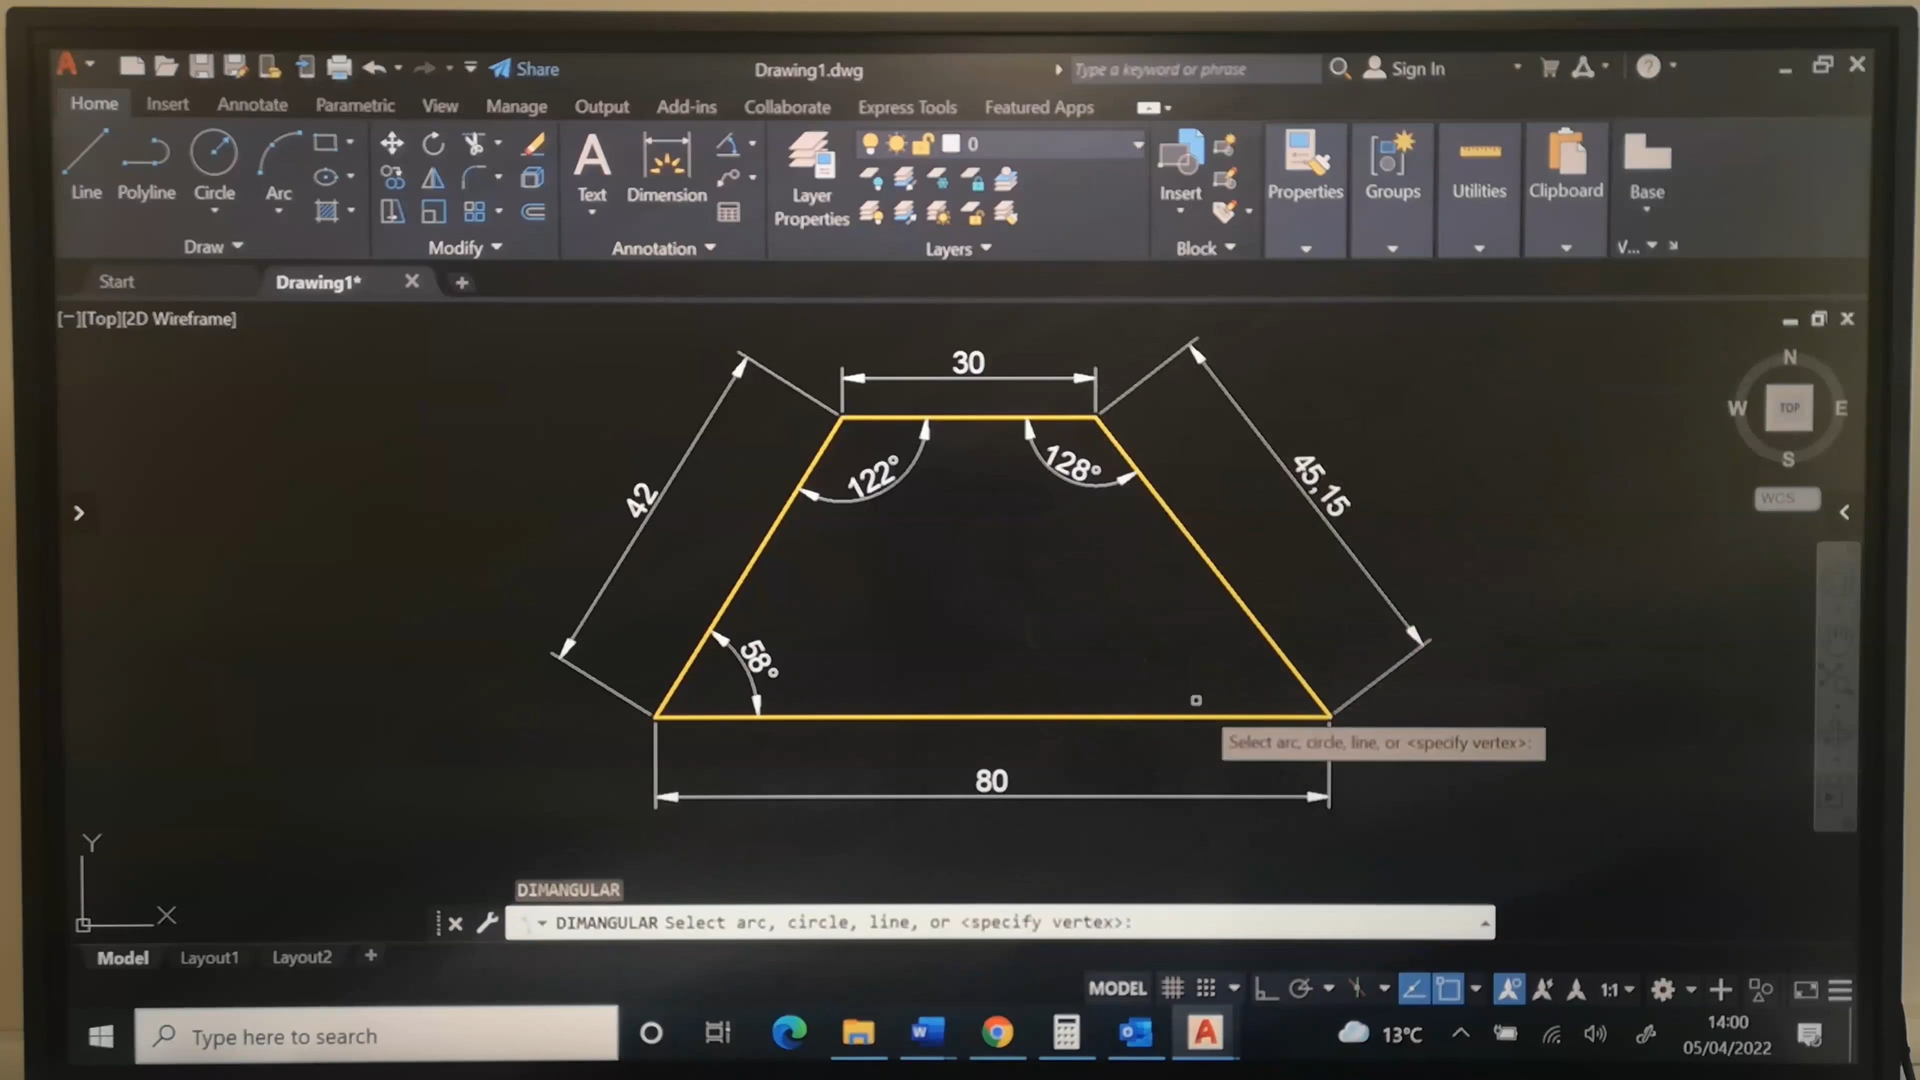 Share
Drawing1.dwg
Type a keyword or phrase
Sign In
Home Insert Annotate Parametric View Manage Output Add-ins Collaborate Express Tools Featured Apps
Line Polyline Circle Arc
Text Dimension
Layer Properties
0
Insert
Properties Groups Utilities Clipboard Base
Draw Modify Annotation Layers Block V...
Start Drawing1*
[−][Top][2D Wireframe]
N
W TOP E
S
WCS
30
42
122°
128°
45,15
58°
Select arc, circle, line, or <specify vertex>:
80
Y
X
DIMANGULAR
DIMANGULAR Select arc, circle, line, or <specify vertex>:
Model Layout1 Layout2
MODEL 1:1
Type here to search
13°C
14:00
05/04/2022